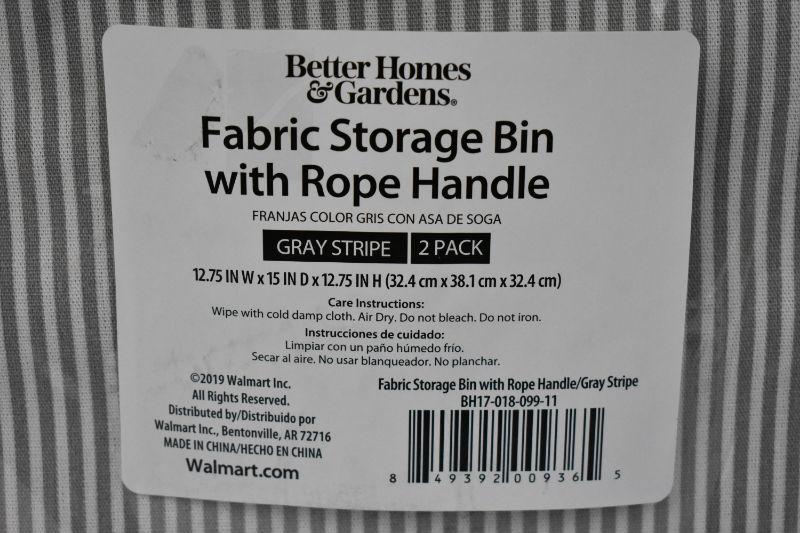 Better Homes
& Gardens®
Fabric Storage Bin
with Rope Handle
FRANJAS COLOR GRIS CON ASA DE SOGA
GRAY STRIPE 2 PACK
12.75 IN W x 15 IN D x 12.75 IN H (32.4 cm x 38.1 cm x 32.4 cm)
Care Instructions:
Wipe with cold damp cloth. Air Dry. Do not bleach. Do not iron.
Instrucciones de cuidado:
Limpiar con un paño húmedo frío.
Secar al aire. No usar blanqueador. No planchar.
©2019 Walmart Inc.
All Rights Reserved.
Distributed by/Distribuido por
Walmart Inc., Bentonville, AR 72716
MADE IN CHINA/HECHO EN CHINA
Walmart.com
Fabric Storage Bin with Rope Handle/Gray Stripe
BH17-018-099-11
8 49392 00936 5